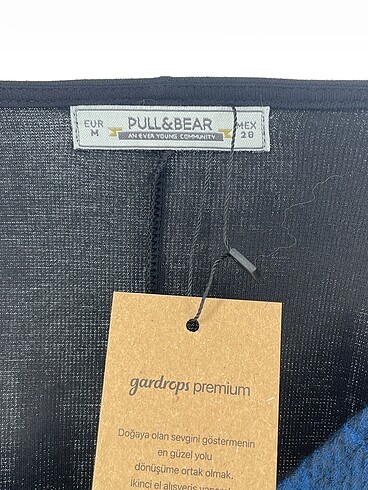 EUR
M
PULL&BEAR
AN EVER YOUNG COMMUNITY
MEX
28
gardrops premium
Doğaya olan sevgini göstermenin
en güzel yolu
dönüşüme ortak olmak.
İkinci el alışveriş yapıcısı